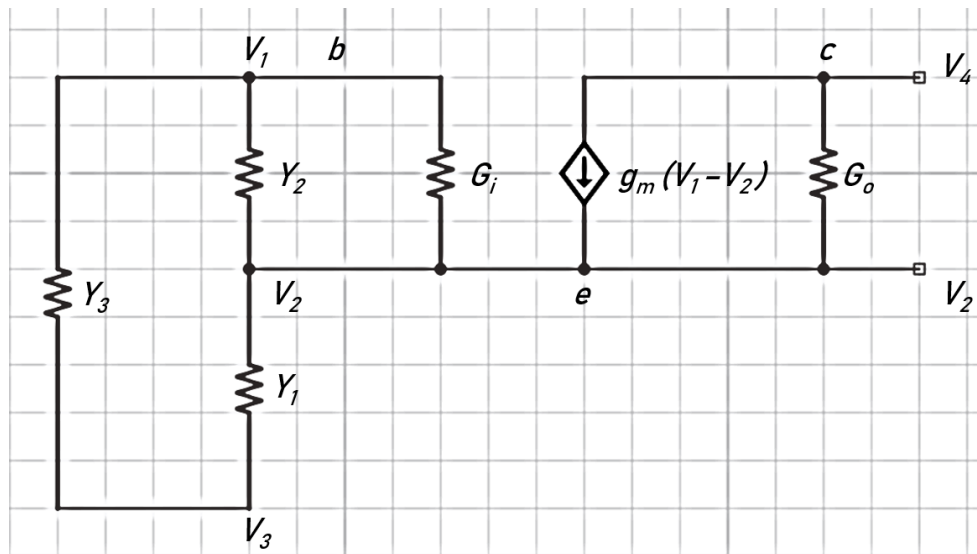 V₁ b c V₄
Y₂ Gᵢ gₘ(V₁-V₂) Gₒ
Y₃ V₂ e V₂
Y₁
V₃